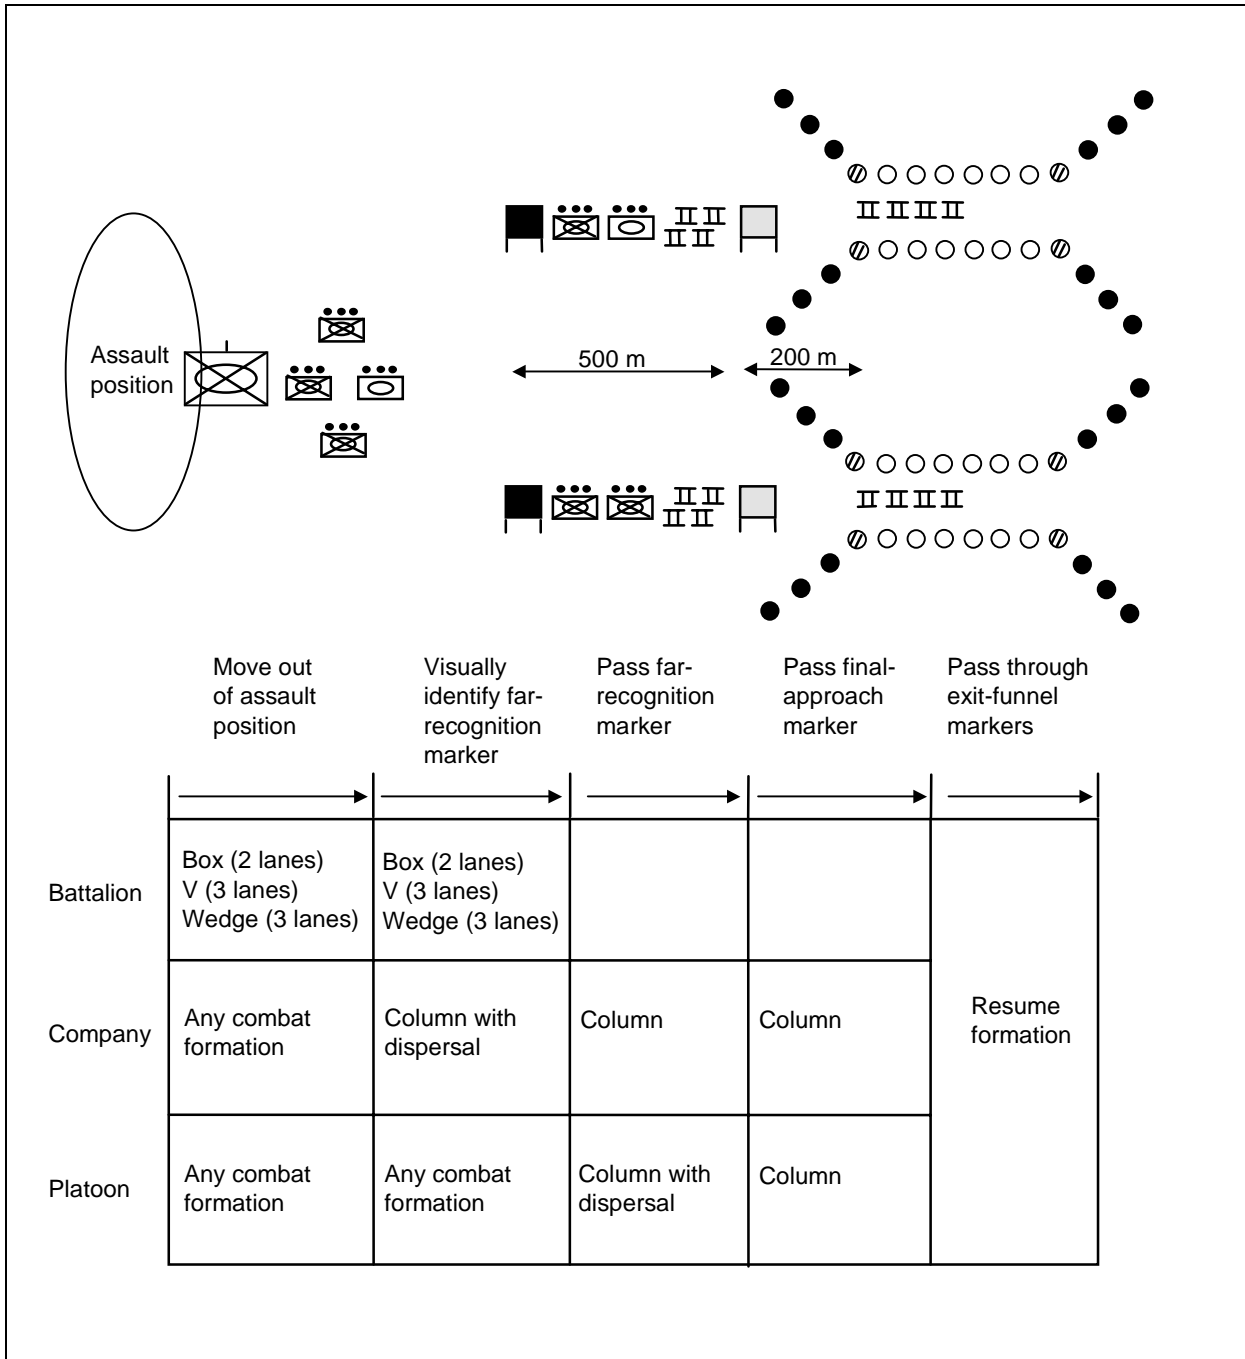 Assault
position
500 m
200 m
Move out
of assault
position
Visually
identify far-
recognition
marker
Pass far-
recognition
marker
Pass final-
approach
marker
Pass through
exit-funnel
markers
Battalion
Box (2 lanes)
V (3 lanes)
Wedge (3 lanes)
Box (2 lanes)
V (3 lanes)
Wedge (3 lanes)
Company
Any combat
formation
Column with
dispersal
Column
Column
Resume
formation
Platoon
Any combat
formation
Any combat
formation
Column with
dispersal
Column